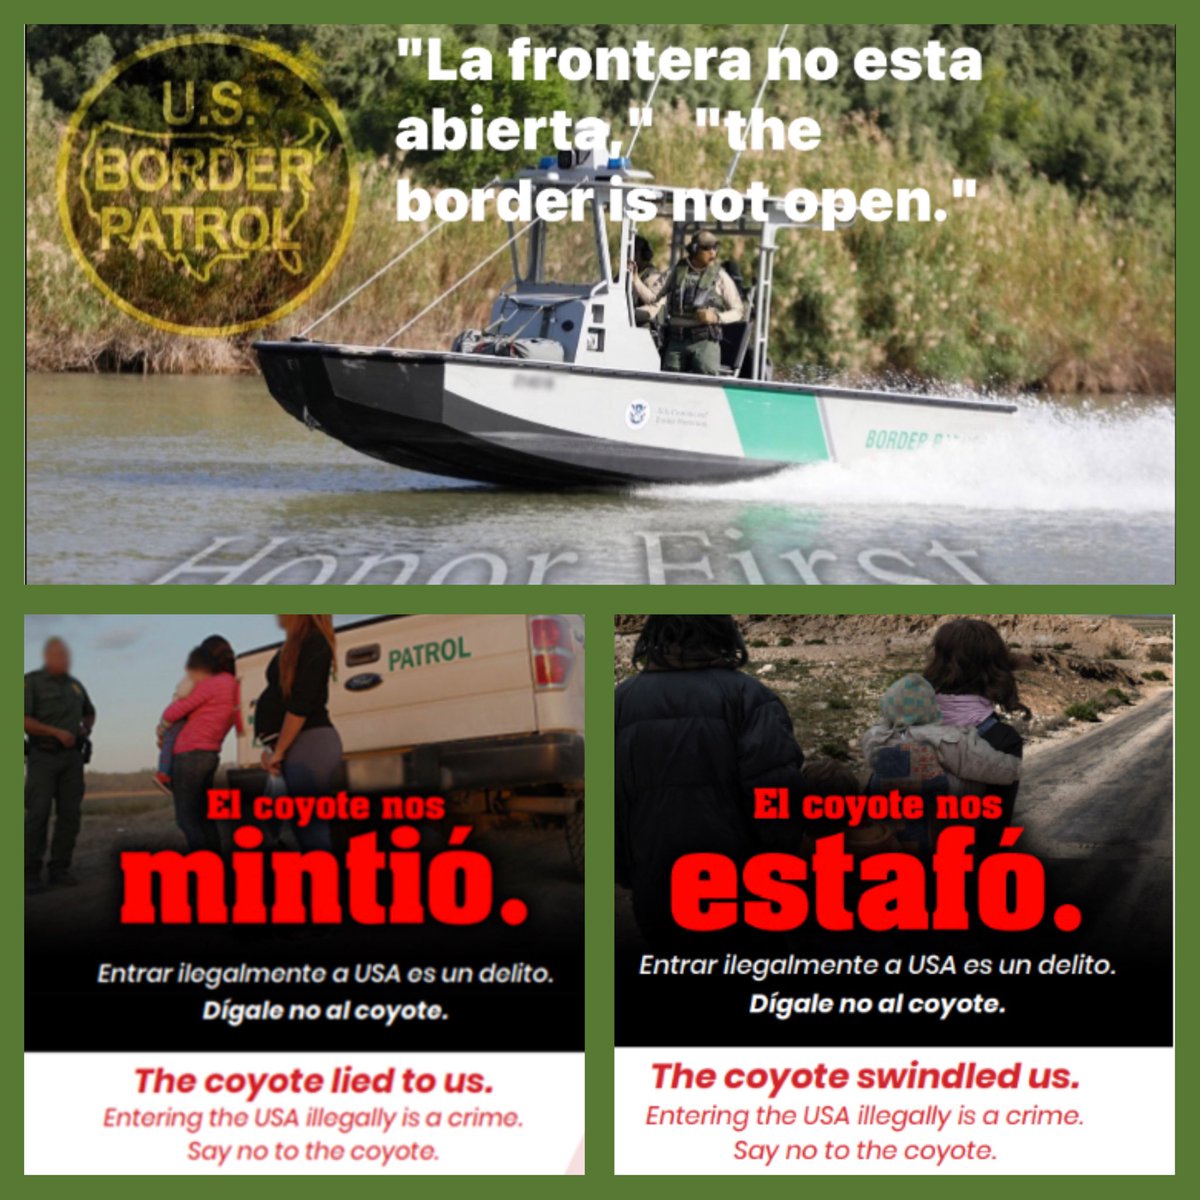 U.S.
BORDER
PATROL
"La frontera no esta
abierta," "the
border is not open."
BORDER
Honor First
PATROL
El coyote nos
mintió.
Entrar ilegalmente a USA es un delito.
Dígale no al coyote.
The coyote lied to us.
Entering the USA illegally is a crime.
Say no to the coyote.
El coyote nos
estafó.
Entrar ilegalmente a USA es un delito.
Dígale no al coyote.
The coyote swindled us.
Entering the USA illegally is a crime.
Say no to the coyote.